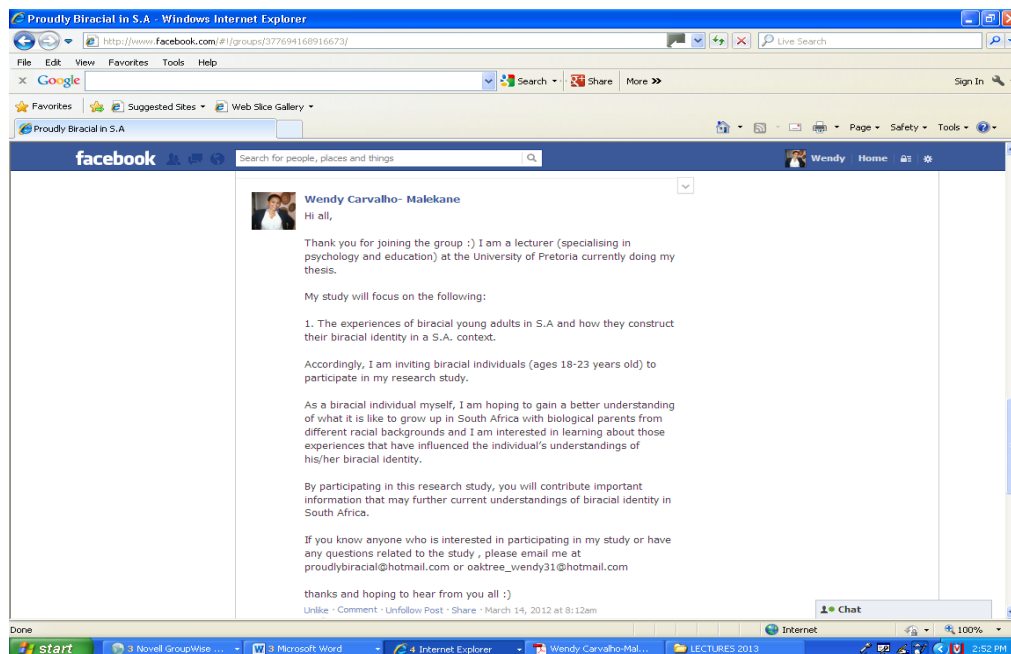 Proudly Biracial in S.A - Windows Internet Explorer
http://www.facebook.com/#!/groups/377694168916673/
Live Search
File Edit View Favorites Tools Help
x Google Search Share More >> Sign In
Favorites Suggested Sites Web Slice Gallery
Proudly Biracial in S.A Page Safety Tools
facebook Search for people, places and things Wendy Home
Wendy Carvalho- Malekane
Hi all,
Thank you for joining the group :) I am a lecturer (specialising in
psychology and education) at the University of Pretoria currently doing my
thesis.
My study will focus on the following:
1. The experiences of biracial young adults in S.A and how they construct
their biracial identity in a S.A. context.
Accordingly, I am inviting biracial individuals (ages 18-23 years old) to
participate in my research study.
As a biracial individual myself, I am hoping to gain a better understanding
of what it is like to grow up in South Africa with biological parents from
different racial backgrounds and I am interested in learning about those
experiences that have influenced the individual's understandings of
his/her biracial identity.
By participating in this research study, you will contribute important
information that may further current understandings of biracial identity in
South Africa.
If you know anyone who is interested in participating in my study or have
any questions related to the study , please email me at
proudlybiracial@hotmail.com or oaktree_wendy31@hotmail.com
thanks and hoping to hear from you all :)
Unlike · Comment · Unfollow Post · Share · March 14, 2012 at 8:12am
Chat
Done Internet 100%
start 3 Novell GroupWise ... 3 Microsoft Word 4 Internet Explorer Wendy Carvalho-Mal... LECTURES 2013 2:52 PM